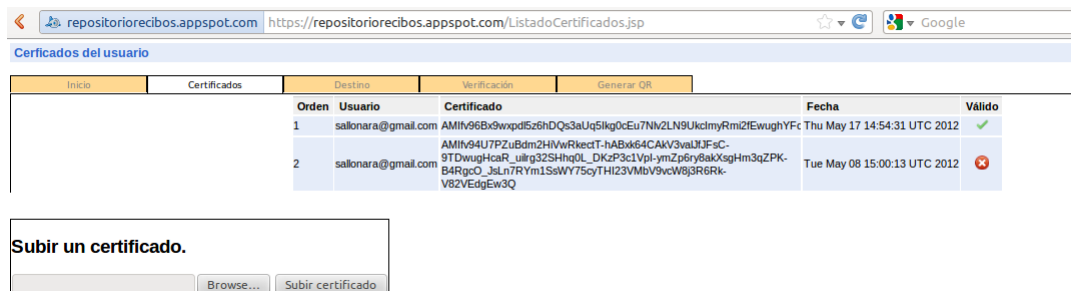 repositoriorecibos.appspot.com https://repositoriorecibos.appspot.com/ListadoCertificados.jsp Google
Cerficados del usuario
Inicio Certificados Destino Verificación Generar QR
Orden Usuario Certificado Fecha Válido
1 sallonara@gmail.com AMIfv96Bx9wxpdl5z6hDQs3aUq5Ikg0cEu7NIv2LN9UkclmyRmi2fEwughYFc Thu May 17 14:54:31 UTC 2012
AMIfv94U7PZuBdm2HiVwRkectT-hABxk64CAkV3valJfJFsC-
2 sallonara@gmail.com 9TDwugHcaR_uilrg32SHhq0L_DKzP3c1VpI-ymZp6ry8akXsgHm3qZPK- Tue May 08 15:00:13 UTC 2012
B4RgcO_JsLn7RYm1SsWY75cyTHI23VMbV9vcW8j3R6Rk-
V82VEdgEw3Q
Subir un certificado.
Browse... Subir certificado